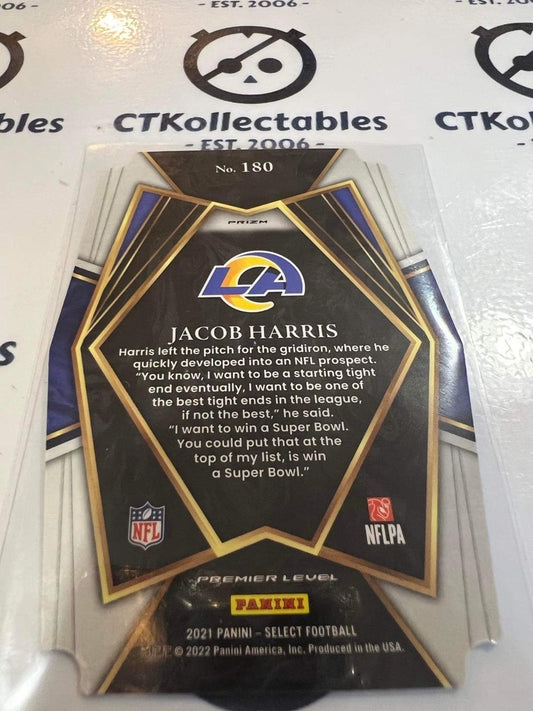 EST. 2006
- EST. 2006 -
EST. 2006
CTKollectables
- EST. 2006 -
No. 180
PRIZM
LA
JACOB HARRIS
Harris left the pitch for the gridiron, where he
quickly developed into an NFL prospect.
“You know, I want to be a starting tight
end eventually, I want to be one of
the best tight ends in the league,
if not the best,” he said.
“I want to win a Super Bowl.
You could put that at the
top of my list, is win
a Super Bowl.”
NFL
NFLPA
PREMIER LEVEL
PANINI
2021 PANINI – SELECT FOOTBALL
© 2022 Panini America, Inc. Produced in the USA.